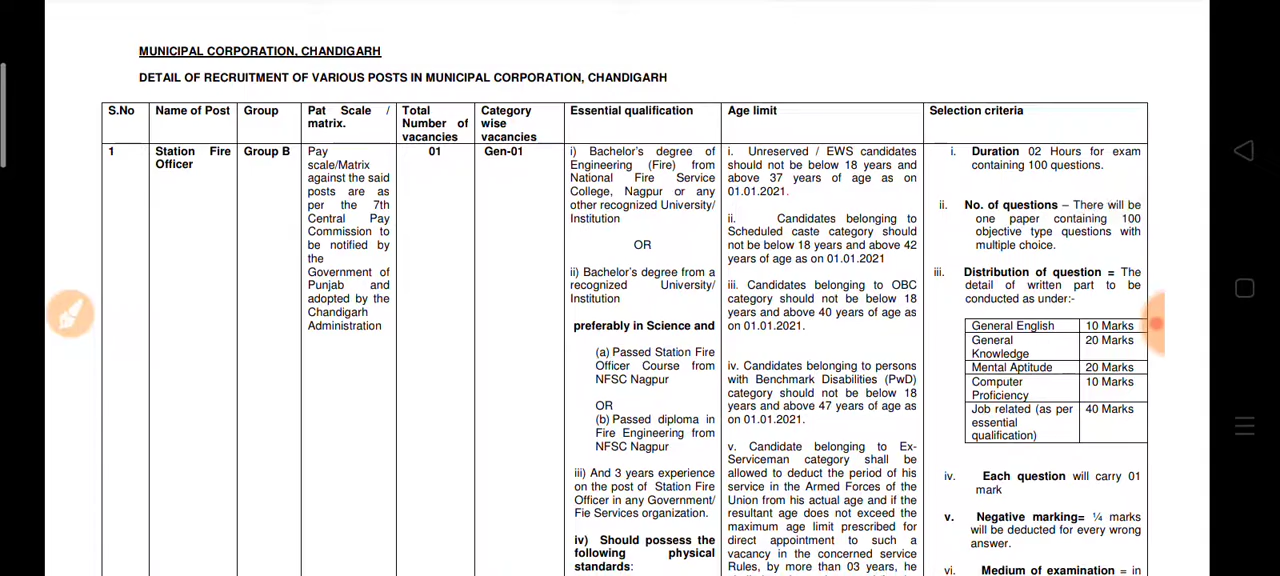 MUNICIPAL CORPORATION, CHANDIGARH
DETAIL OF RECRUITMENT OF VARIOUS POSTS IN MUNICIPAL CORPORATION, CHANDIGARH
S.No
Name of Post
Group
Pat Scale /
matrix.
Total
Number of
vacancies
Category
wise
vacancies
Essential qualification
Age limit
Selection criteria
1
Station Fire
Officer
Group B
Pay
scale/Matrix
against the said
posts are as
per the 7th
Central Pay
Commission to
be notified by
the
Government of
Punjab and
adopted by the
Chandigarh
Administration
01
Gen-01
i) Bachelor's degree of
Engineering (Fire) from
National Fire Service
College, Nagpur or any
other recognized University/
Institution
OR
ii) Bachelor's degree from a
recognized University/
Institution
preferably in Science and
(a) Passed Station Fire
Officer Course from
NFSC Nagpur
OR
(b) Passed diploma in
Fire Engineering from
NFSC Nagpur
iii) And 3 years experience
on the post of Station Fire
Officer in any Government/
Fie Services organization.
iv) Should possess the
following physical
standards:
i. Unreserved / EWS candidates
should not be below 18 years and
above 37 years of age as on
01.01.2021.
ii. Candidates belonging to
Scheduled caste category should
not be below 18 years and above 42
years of age as on 01.01.2021
iii. Candidates belonging to OBC
category should not be below 18
years and above 40 years of age as
on 01.01.2021.
iv. Candidates belonging to persons
with Benchmark Disabilities (PwD)
category should not be below 18
years and above 47 years of age as
on 01.01.2021.
v. Candidate belonging to Ex-
Serviceman category shall be
allowed to deduct the period of his
service in the Armed Forces of the
Union from his actual age and if the
resultant age does not exceed the
maximum age limit prescribed for
direct appointment to such a
vacancy in the concerned service
Rules, by more than 03 years, he
i. Duration 02 Hours for exam
containing 100 questions.
ii. No. of questions – There will be
one paper containing 100
objective type questions with
multiple choice.
iii. Distribution of question = The
detail of written part to be
conducted as under:-
General English 10 Marks
General 20 Marks
Knowledge
Mental Aptitude 20 Marks
Computer 10 Marks
Proficiency
Job related (as per 40 Marks
essential
qualification)
iv. Each question will carry 01
mark
v. Negative marking= ¼ marks
will be deducted for every wrong
answer.
vi. Medium of examination = in